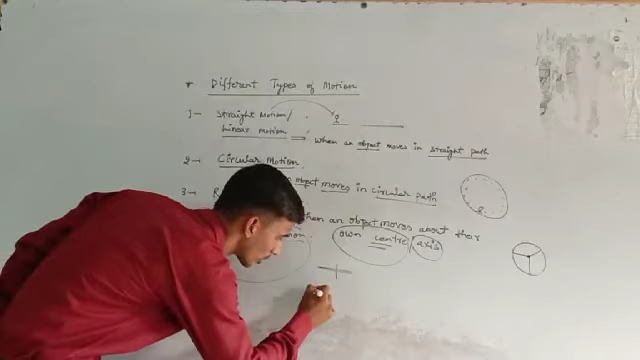 * Different Types of Motion
1→ Straight Motion/
Linear Motion ⇒ When an object moves in straight path
2→ Circular Motion
object moves in circular path
3→ R
when an object moves about their
own centre/axis